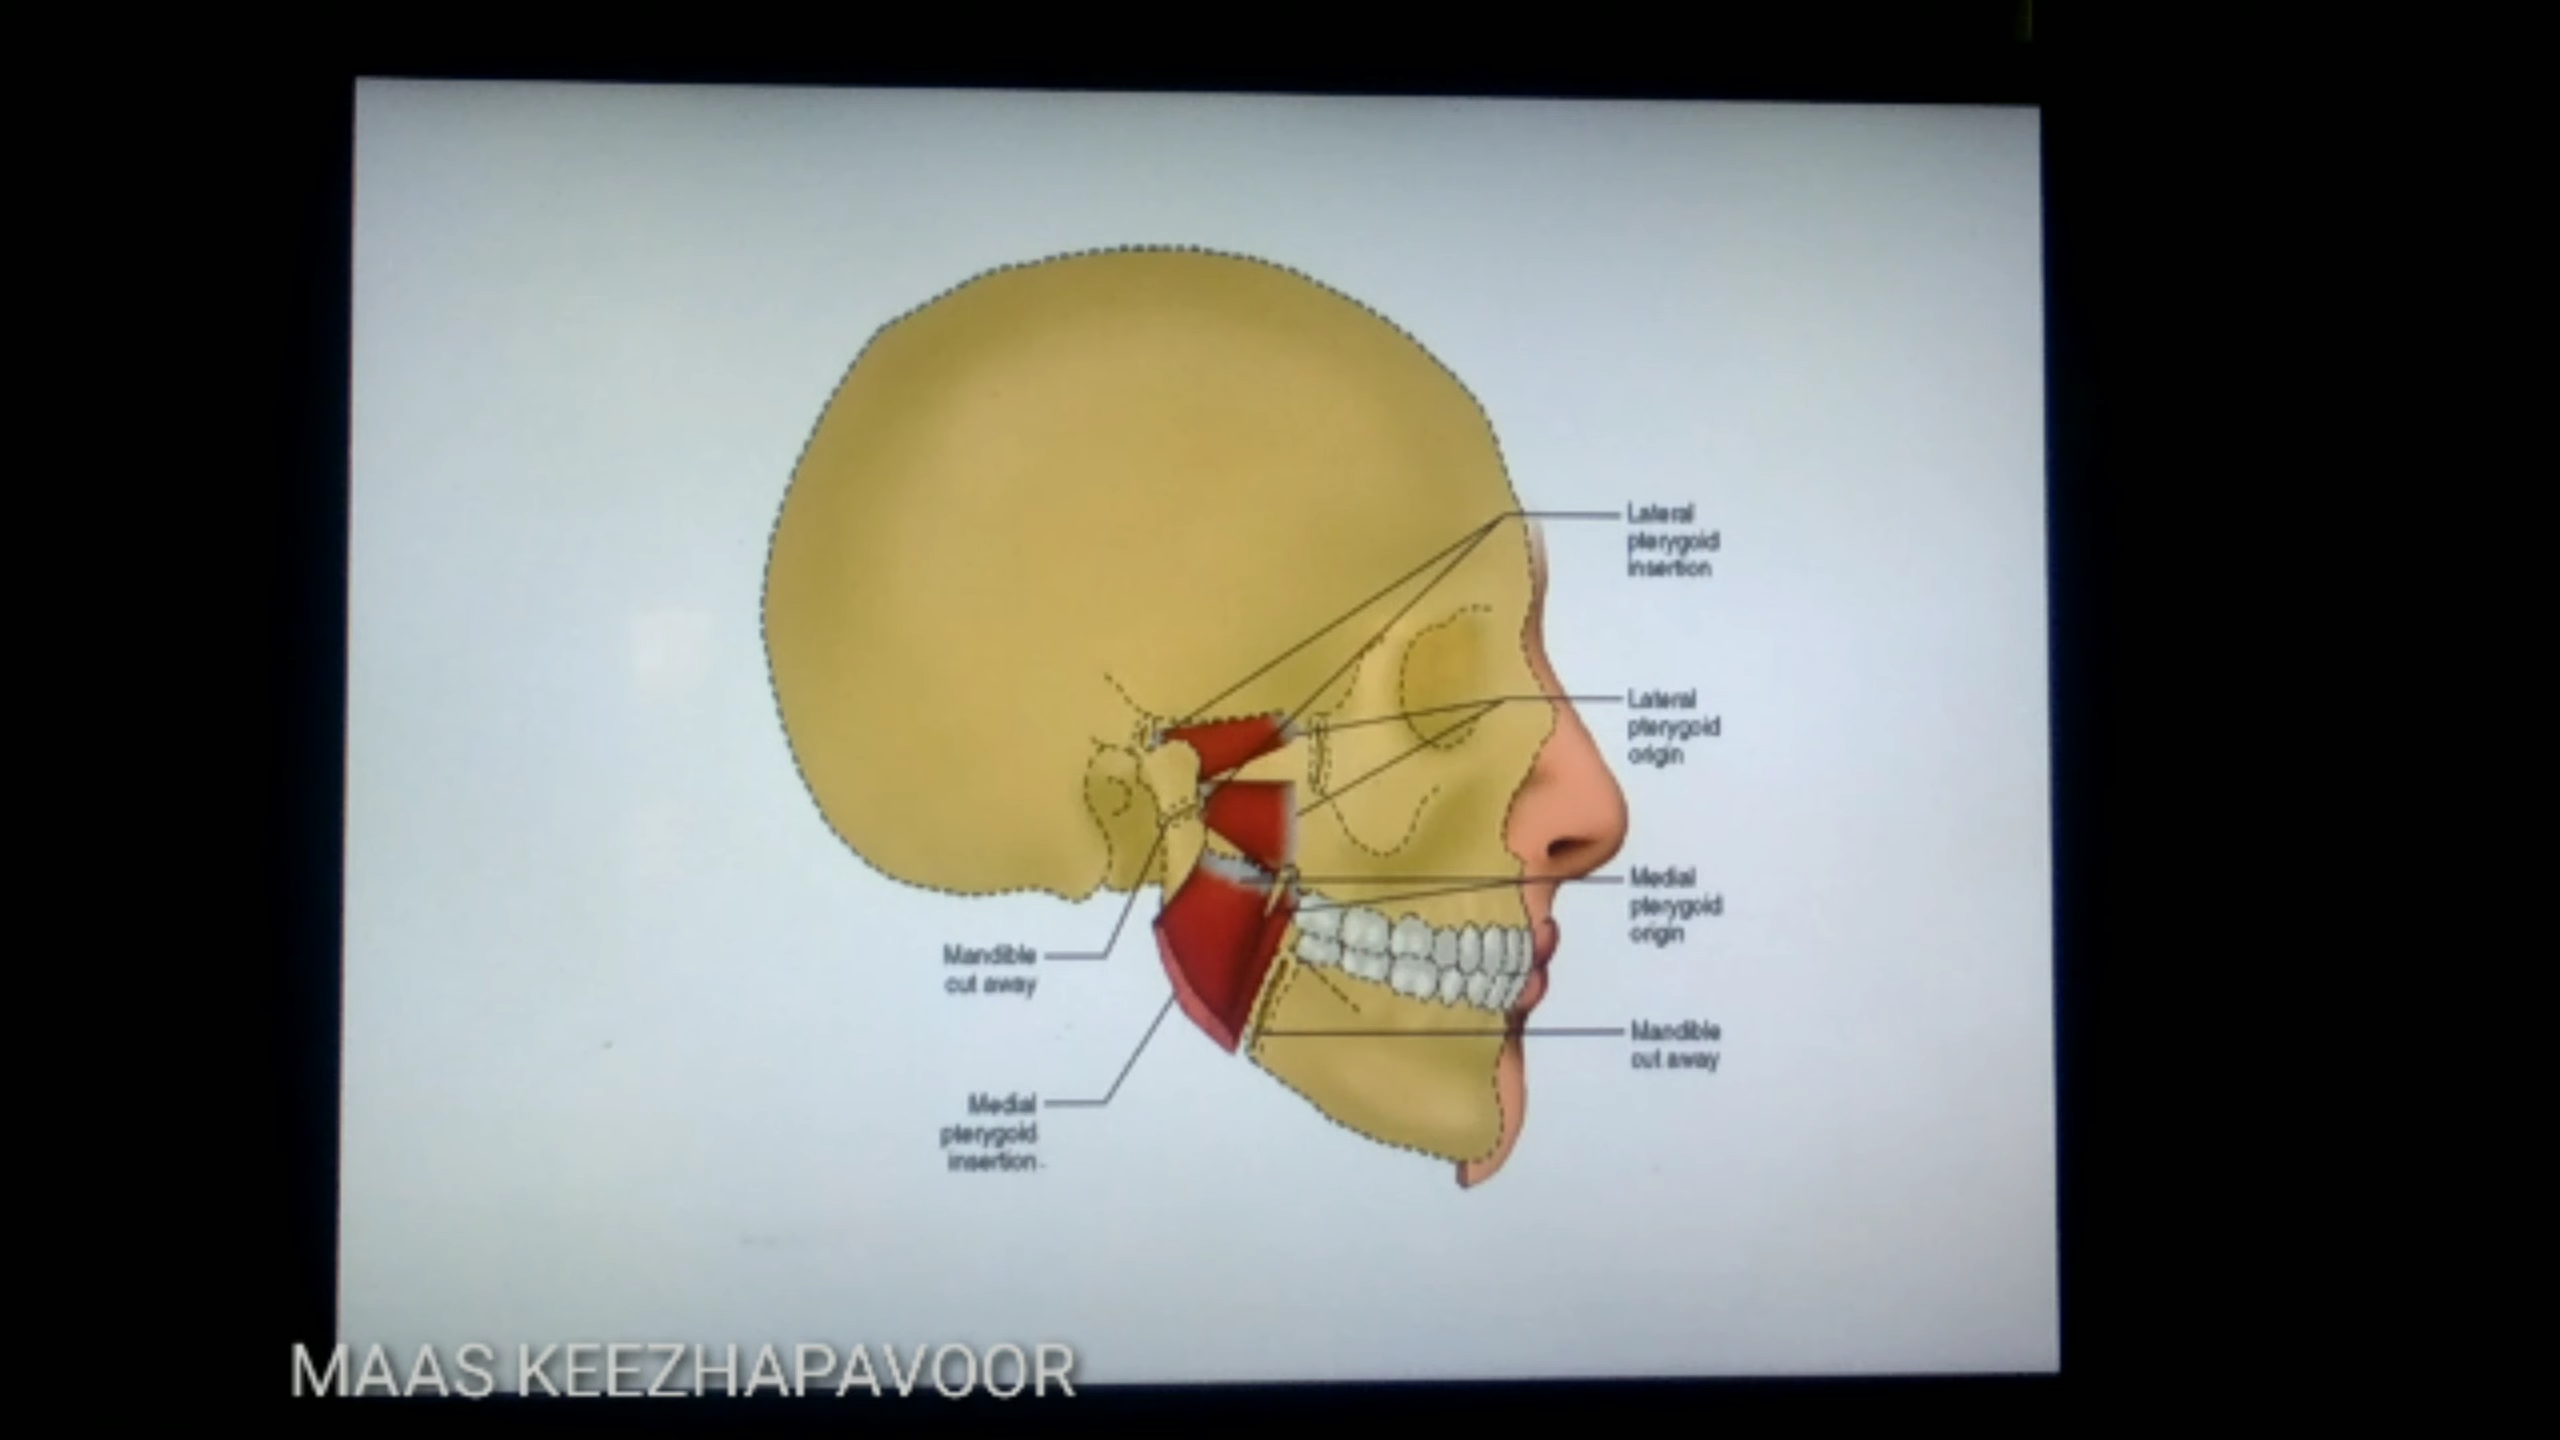 Lateral
pterygoid
insertion
Lateral
pterygoid
origin
Medial
pterygoid
origin
Mandible
cut away
Mandible
cut away
Medial
pterygoid
insertion
MAAS KEEZHAPAVOOR